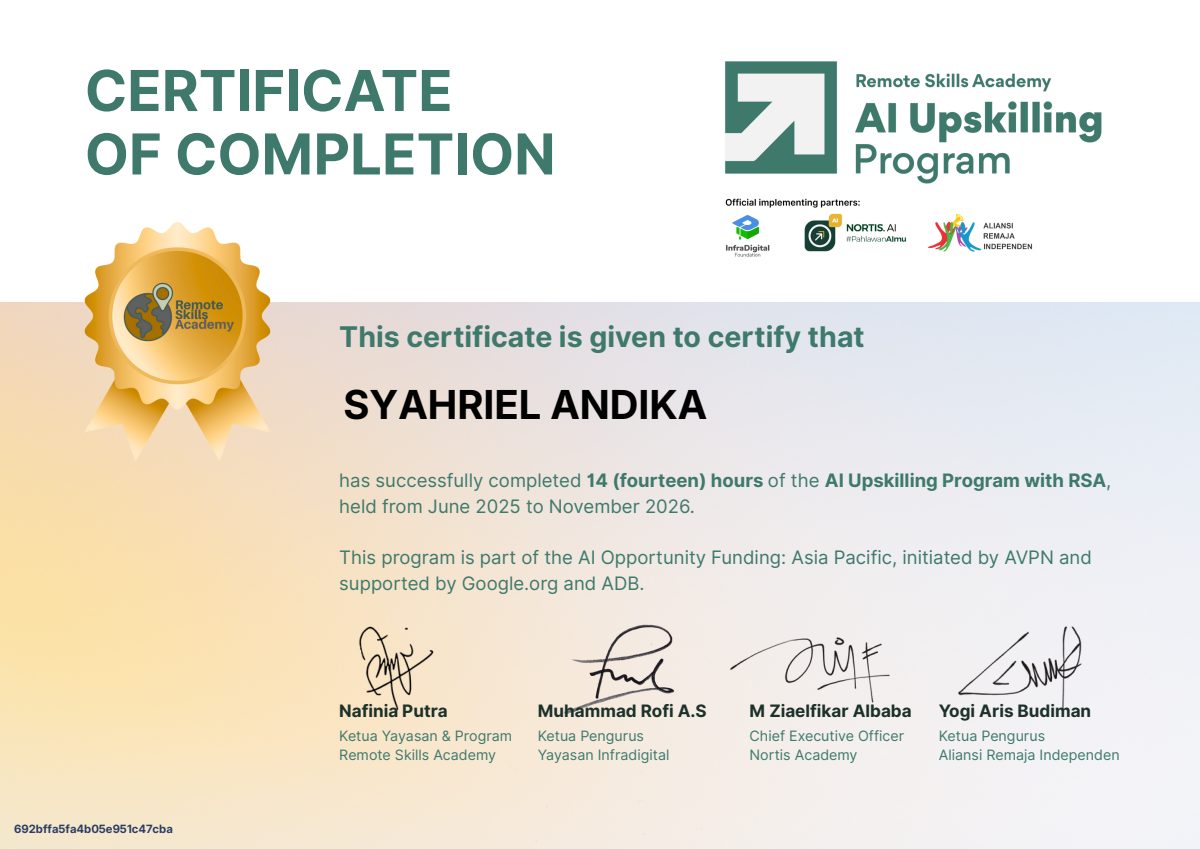 CERTIFICATE
OF COMPLETION
Remote Skills Academy
AI Upskilling
Program
Official implementing partners:
InfraDigital
Foundation
AI
NORTIS. AI
#PahlawanAImu
ALIANSI
REMAJA
INDEPENDEN
Remote
Skills
Academy
This certificate is given to certify that
SYAHRIEL ANDIKA
has successfully completed 14 (fourteen) hours of the AI Upskilling Program with RSA,
held from June 2025 to November 2026.
This program is part of the AI Opportunity Funding: Asia Pacific, initiated by AVPN and
supported by Google.org and ADB.
Nafinia Putra
Ketua Yayasan & Program
Remote Skills Academy
Muhammad Rofi A.S
Ketua Pengurus
Yayasan Infradigital
M Ziaelfikar Albaba
Chief Executive Officer
Nortis Academy
Yogi Aris Budiman
Ketua Pengurus
Aliansi Remaja Independen
692bffa5fa4b05e951c47cba